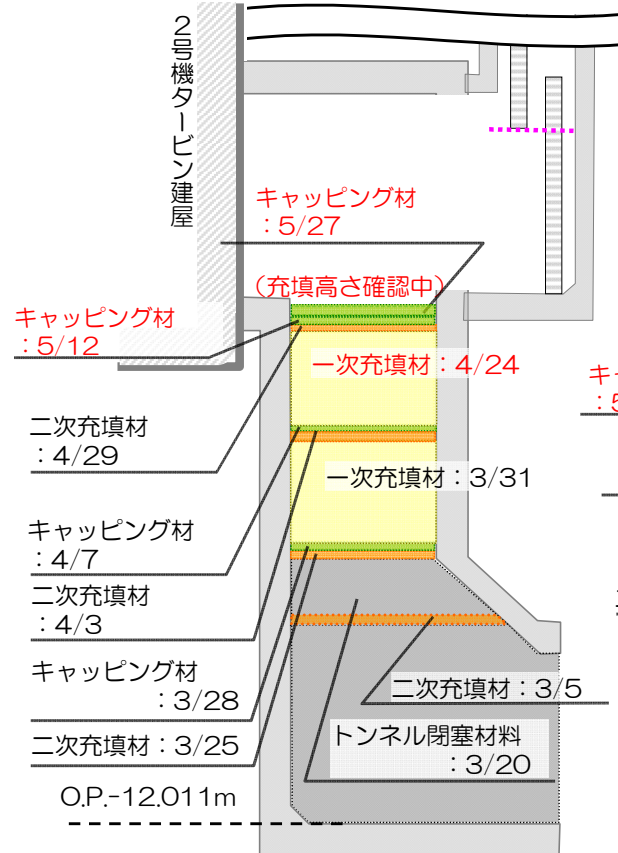 2号機タービン建屋
キャッピング材
：5/27
（充填高さ確認中）
キャッピング材
：5/12
一次充填材：4/24
二次充填材
：4/29
一次充填材：3/31
キャッピング材
：4/7
二次充填材
：4/3
キャッピング材
：3/28
二次充填材：3/5
二次充填材：3/25
トンネル閉塞材料
：3/20
O.P.-12.011m